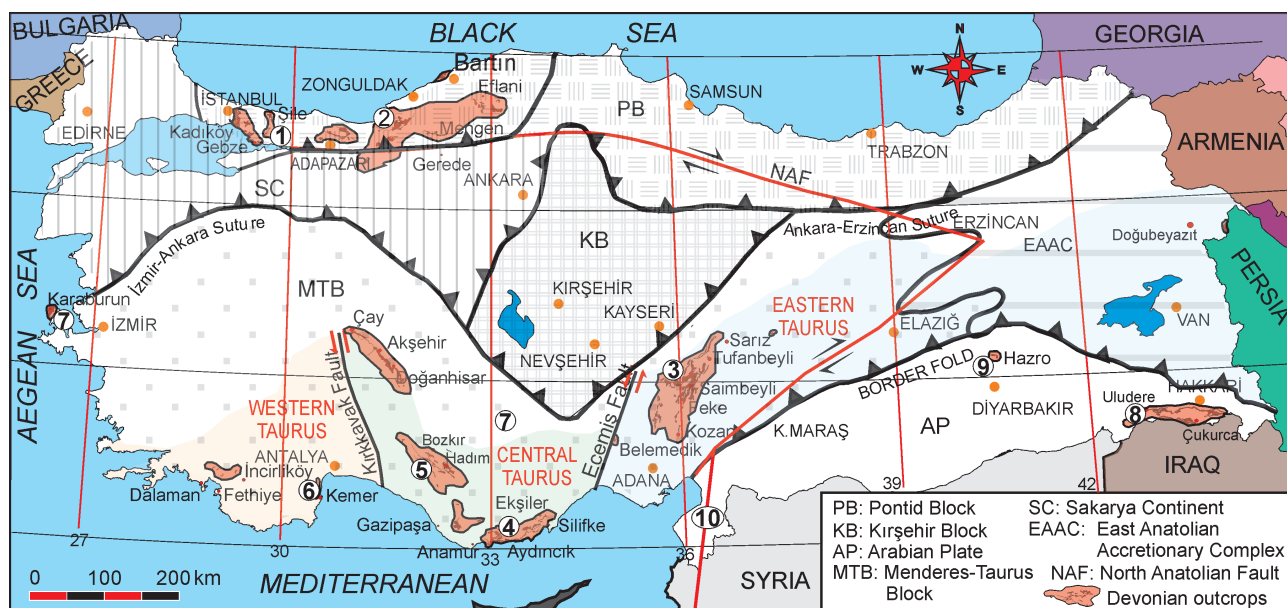 BULGARIA
BLACK SEA
GEORGIA
GREECE
Bartın
ZONGULDAK
Eflani
İSTANBUL
Şile
2
PB
SAMSUN
N
W E
S
EDİRNE
Kadıköy
Gebze
1
Mengen
ADAPAZARI
Gerede
TRABZON
ARMENIA
SC
ANKARA
NAF
İzmir-Ankara Suture
KB
Ankara-Erzincan Suture
ERZİNCAN
EAAC
Doğubeyazıt
PERSIA
AEGEAN SEA
Karaburun
7
İZMİR
MTB
KIRŞEHİR
KAYSERİ
NEVŞEHİR
EASTERN
TAURUS
ELAZIĞ
VAN
Çay
Akşehir
Doğanhisar
Kırkkavak Fault
Sarız
Tufanbeyli
3
Saimbeyli
Feke
Kozan
BORDER FOLD
9
Hazro
DİYARBAKIR
HAKKARİ
Uludere
8
Çukurca
WESTERN
TAURUS
7
Ecemis Fault
K.MARAŞ
AP
ANTALYA
İncirliköy
Dalaman
Fethiye
6
Kemer
Bozkır
Hadım
5
CENTRAL
TAURUS
Belemedik
ADANA
IRAQ
Gazipaşa
Ekşiler
4
Silifke
Anamur
Aydıncık
10
27
30
33
36
39
42
0 100 200 km
MEDITERRANEAN
SYRIA
PB: Pontid Block
KB: Kırşehir Block
AP: Arabian Plate
MTB: Menderes-Taurus
Block
SC: Sakarya Continent
EAAC: East Anatolian
Accretionary Complex
NAF: North Anatolian Fault
Devonian outcrops